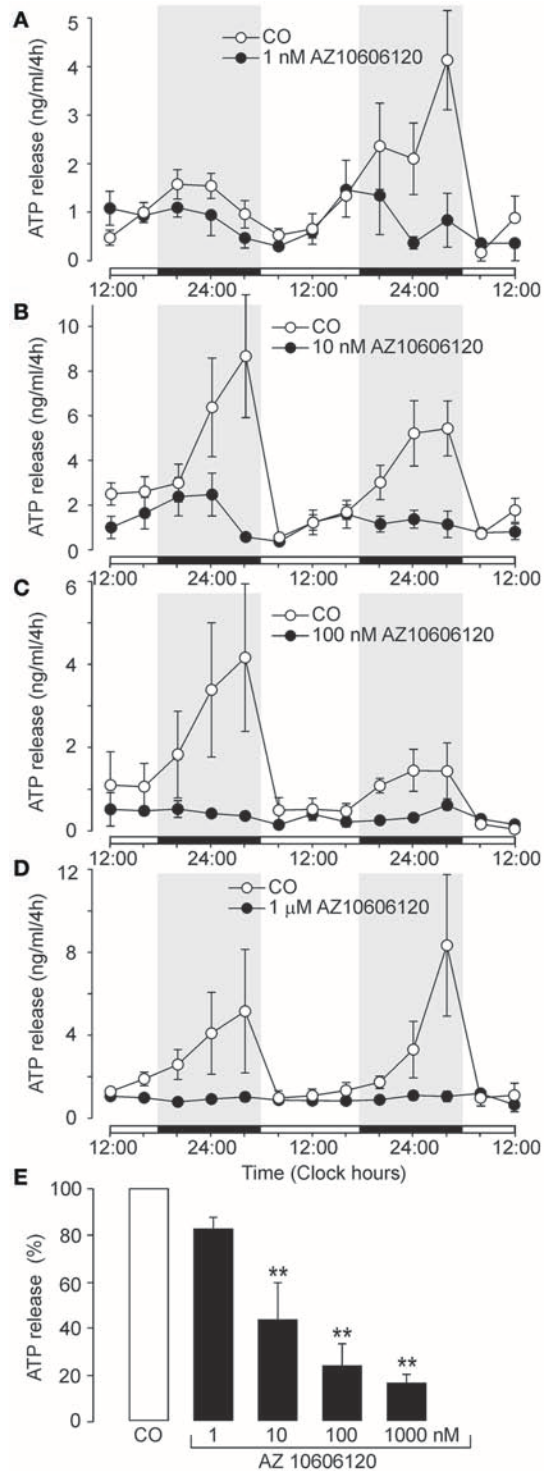 A
ATP release (ng/ml/4h)
5
4
3
2
1
0
CO
1 nM AZ10606120
12:00 24:00 12:00 24:00 12:00
B
ATP release (ng/ml/4h)
10
8
6
4
2
0
CO
10 nM AZ10606120
12:00 24:00 12:00 24:00 12:00
C
ATP release (ng/ml/4h)
6
4
2
0
CO
100 nM AZ10606120
12:00 24:00 12:00 24:00 12:00
D
ATP release (ng/ml/4h)
12
8
4
0
CO
1 μM AZ10606120
12:00 24:00 12:00 24:00 12:00
Time (Clock hours)
E
ATP release (%)
100
80
60
40
20
0
** ** **
CO 1 10 100 1000 nM
AZ 10606120